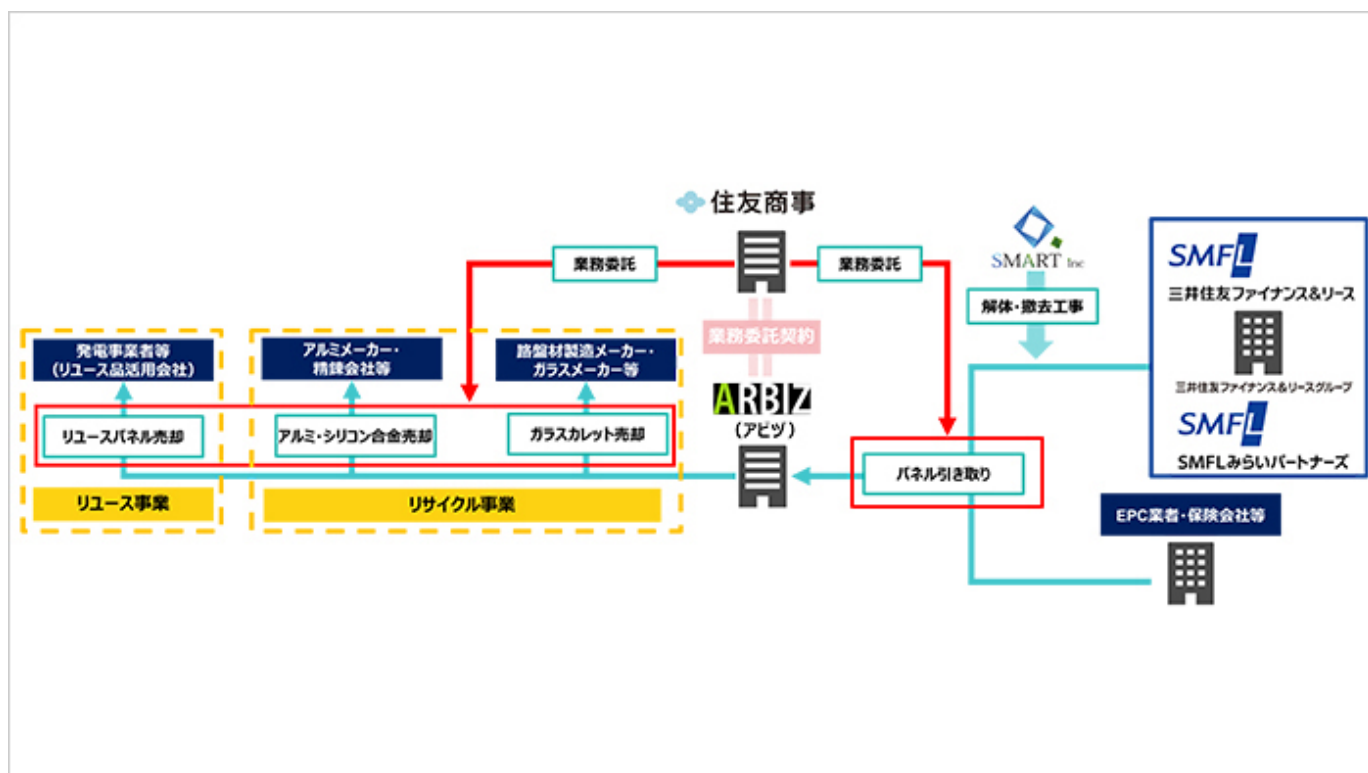 住友商事
業務委託
業務委託
SMART Inc
解体・撤去工事
SMFL
三井住友ファイナンス&リース
三井住友ファイナンス&リースグループ
SMFL
SMFLみらいパートナーズ
業務委託契約
ARBIZ
(アビヅ)
発電事業者等
(リユース品活用会社)
アルミメーカー・
精錬会社等
路盤材製造メーカー・
ガラスメーカー等
リユースパネル売却
アルミ・シリコン合金売却
ガラスカレット売却
パネル引き取り
リユース事業
リサイクル事業
EPC業者・保険会社等